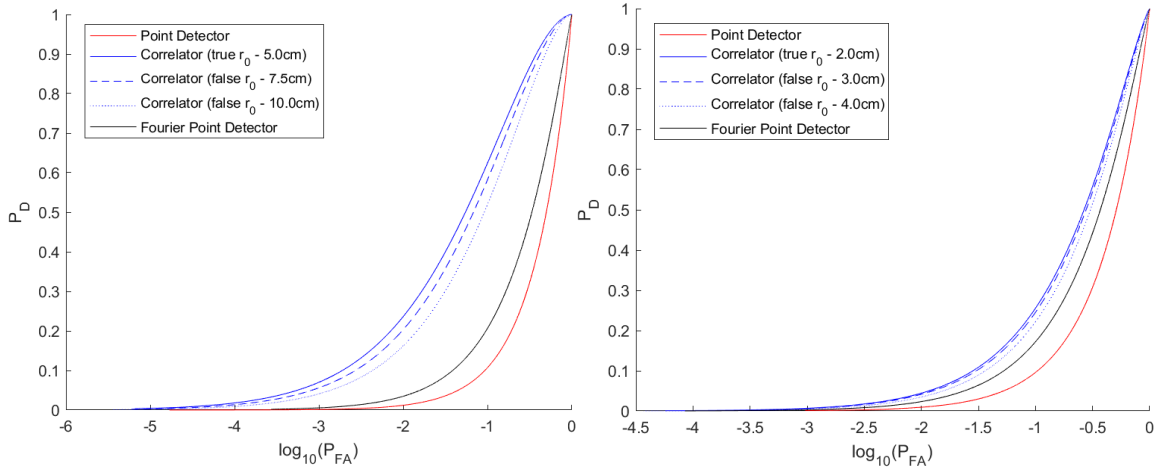 Point Detector
Correlator (true r0 - 5.0cm)
Correlator (false r0 - 7.5cm)
Correlator (false r0 - 10.0cm)
Fourier Point Detector
1
0.9
0.8
0.7
0.6
0.5
0.4
0.3
0.2
0.1
0
PD
-6 -5 -4 -3 -2 -1 0
log10(PFA)
Point Detector
Correlator (true r0 - 2.0cm)
Correlator (false r0 - 3.0cm)
Correlator (false r0 - 4.0cm)
Fourier Point Detector
1
0.9
0.8
0.7
0.6
0.5
0.4
0.3
0.2
0.1
0
PD
-4.5 -4 -3.5 -3 -2.5 -2 -1.5 -1 -0.5 0
log10(PFA)